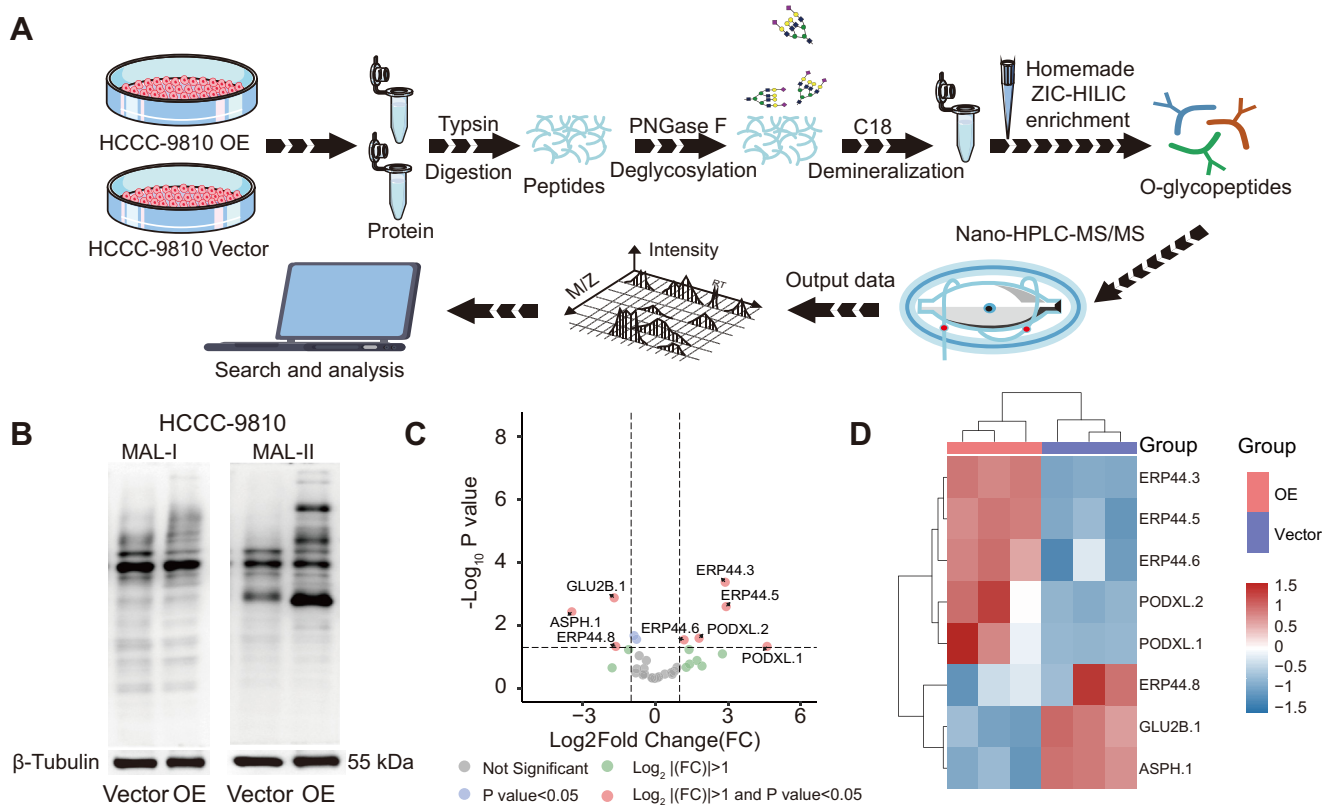 A
HCCC-9810 OE
HCCC-9810 Vector
Protein
Typsin
Digestion
Peptides
PNGase F
Deglycosylation
C18
Demineralization
Homemade
ZIC-HILIC
enrichment
O-glycopeptides
Nano-HPLC-MS/MS
Output data
Intensity
M/Z
RT
Search and analysis
B
HCCC-9810
MAL-I
MAL-II
β-Tubulin
55 kDa
Vector OE
Vector OE
C
-Log10 P value
8
6
4
2
0
−3
0
3
6
Log2Fold Change(FC)
GLU2B.1
ASPH.1
ERP44.8
ERP44.3
ERP44.5
ERP44.6
PODXL.2
PODXL.1
Not Significant
Log2 |(FC)|>1
P value<0.05
Log2 |(FC)|>1 and P value<0.05
D
Group
ERP44.3
ERP44.5
ERP44.6
PODXL.2
PODXL.1
ERP44.8
GLU2B.1
ASPH.1
Group
OE
Vector
1.5
1
0.5
0
−0.5
−1
−1.5